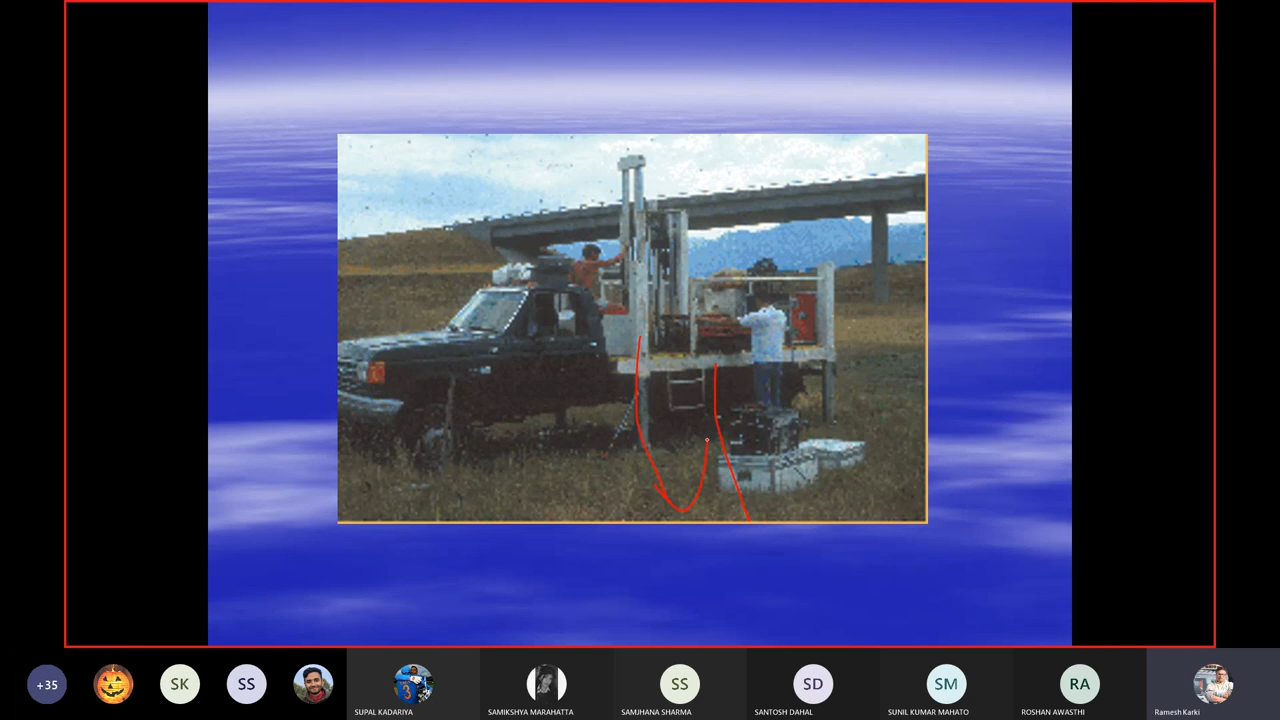 +35
SK
SS
SUPAL KADARIYA
SAMIKSHYA MARAHATTA
SS
SAMJHANA SHARMA
SD
SANTOSH DAHAL
SM
SUNIL KUMAR MAHATO
RA
ROSHAN AWASTHI
Ramesh Karki